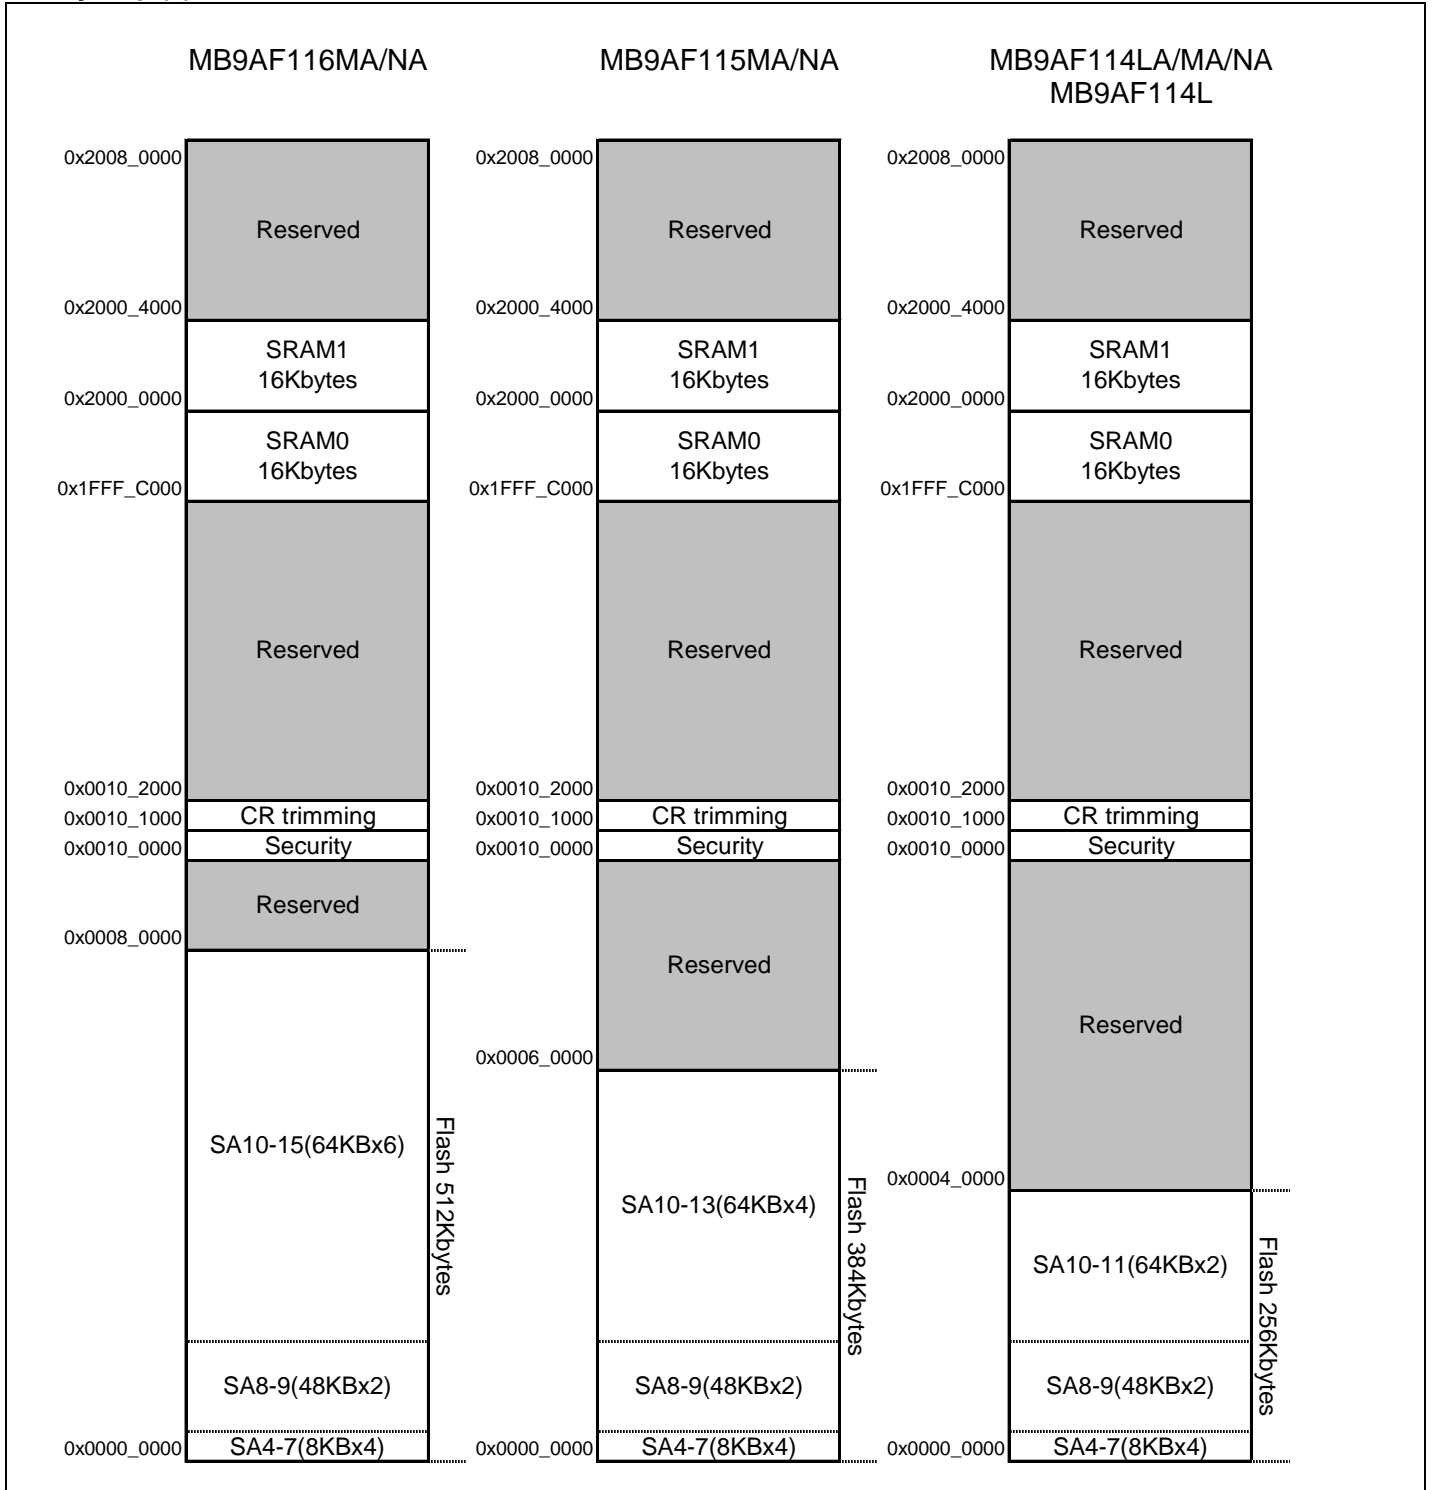 MB9AF116MA/NA
0x2008_0000
Reserved
0x2000_4000
SRAM1
16Kbytes
0x2000_0000
SRAM0
16Kbytes
0x1FFF_C000
Reserved
0x0010_2000
CR trimming
0x0010_1000
Security
0x0010_0000
Reserved
0x0008_0000
SA10-15(64KBx6)
Flash 512Kbytes
SA8-9(48KBx2)
SA4-7(8KBx4)
0x0000_0000
MB9AF115MA/NA
0x2008_0000
Reserved
0x2000_4000
SRAM1
16Kbytes
0x2000_0000
SRAM0
16Kbytes
0x1FFF_C000
Reserved
0x0010_2000
CR trimming
0x0010_1000
Security
0x0010_0000
Reserved
0x0006_0000
SA10-13(64KBx4)
Flash 384Kbytes
SA8-9(48KBx2)
SA4-7(8KBx4)
0x0000_0000
MB9AF114LA/MA/NA
MB9AF114L
0x2008_0000
Reserved
0x2000_4000
SRAM1
16Kbytes
0x2000_0000
SRAM0
16Kbytes
0x1FFF_C000
Reserved
0x0010_2000
CR trimming
0x0010_1000
Security
0x0010_0000
Reserved
0x0004_0000
SA10-11(64KBx2)
Flash 256Kbytes
SA8-9(48KBx2)
SA4-7(8KBx4)
0x0000_0000